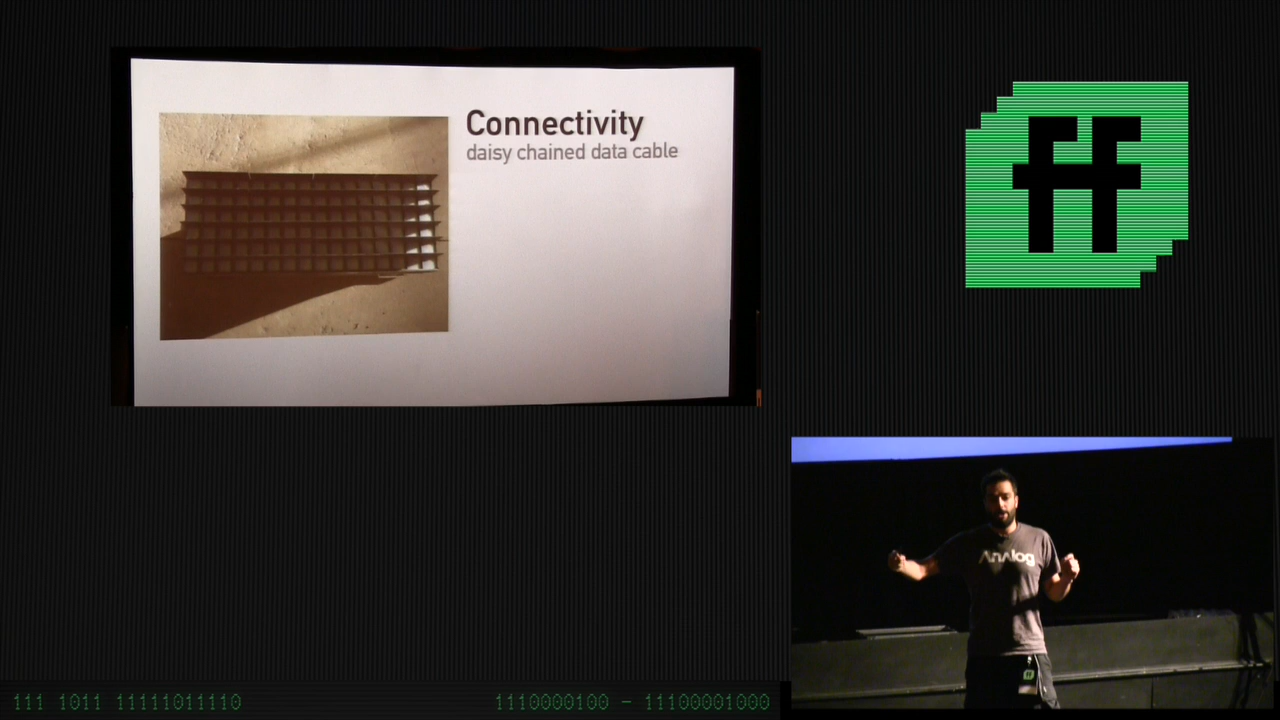 Connectivity
daisy chained data cable
ff
Analog
111 1011 11111011110
1110000100 - 11100001000